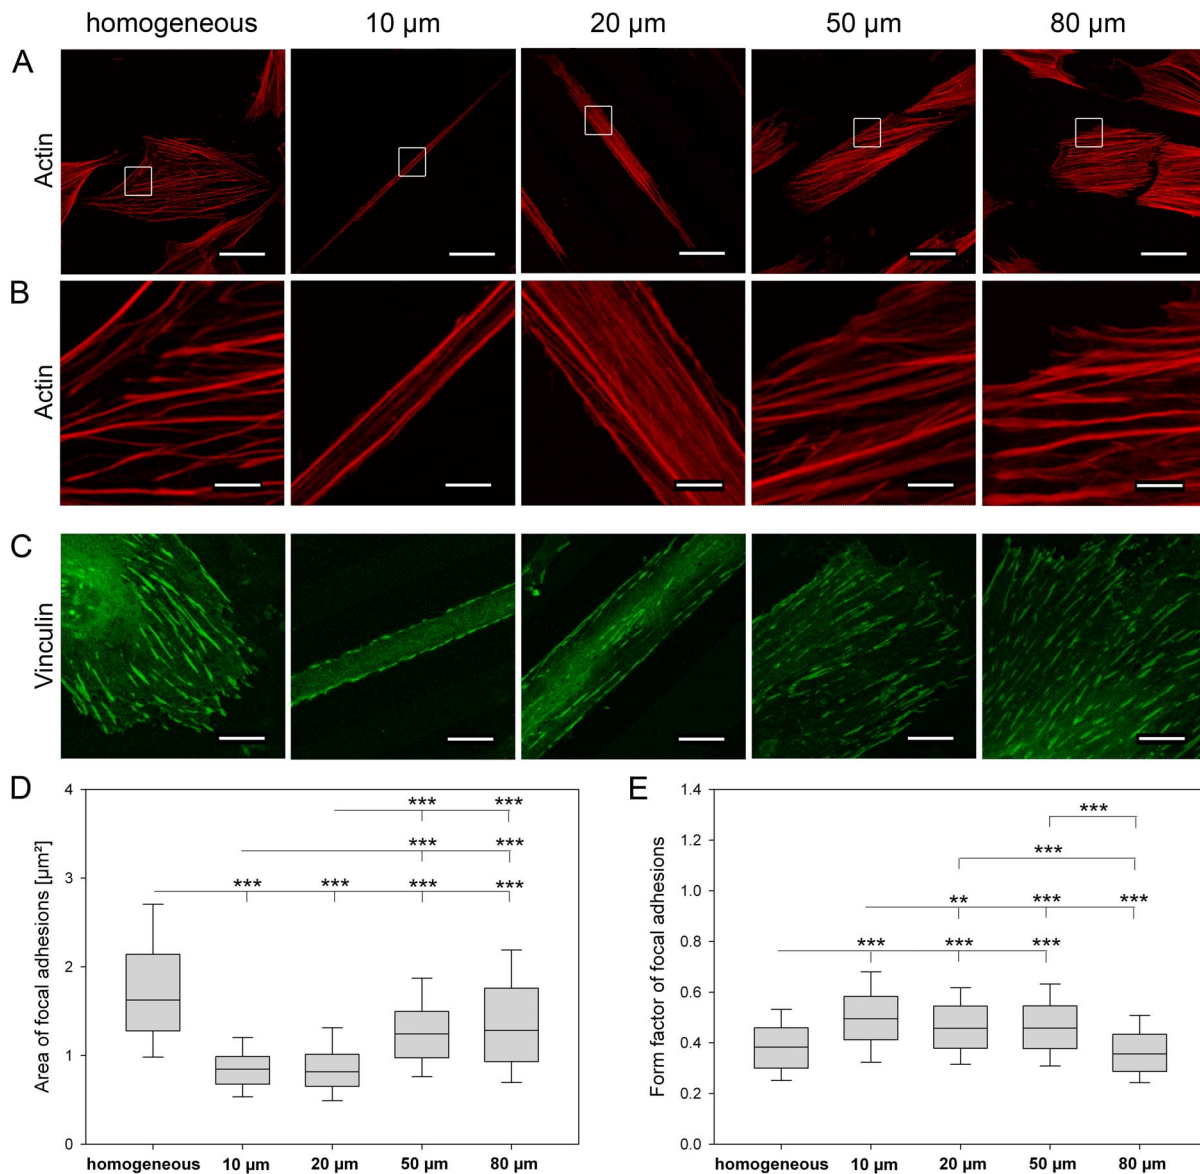 homogeneous 10 µm 20 µm 50 µm 80 µm
A
Actin
B
Actin
C
Vinculin
D
Area of focal adhesions [µm²]
4
3
2
1
0
*** ***
*** ***
*** *** *** ***
homogeneous 10 µm 20 µm 50 µm 80 µm
E
Form factor of focal adhesions
1.4
1.2
1.0
0.8
0.6
0.4
0.2
0.0
***
***
** *** ***
*** *** ***
homogeneous 10 µm 20 µm 50 µm 80 µm